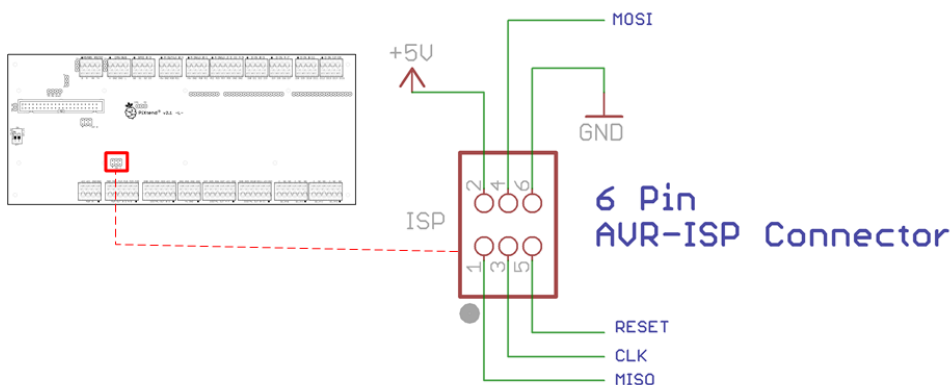 MOSI
+5V
GND
2 4 6
ISP
1 3 5
6 Pin
AVR-ISP Connector
RESET
CLK
MISO